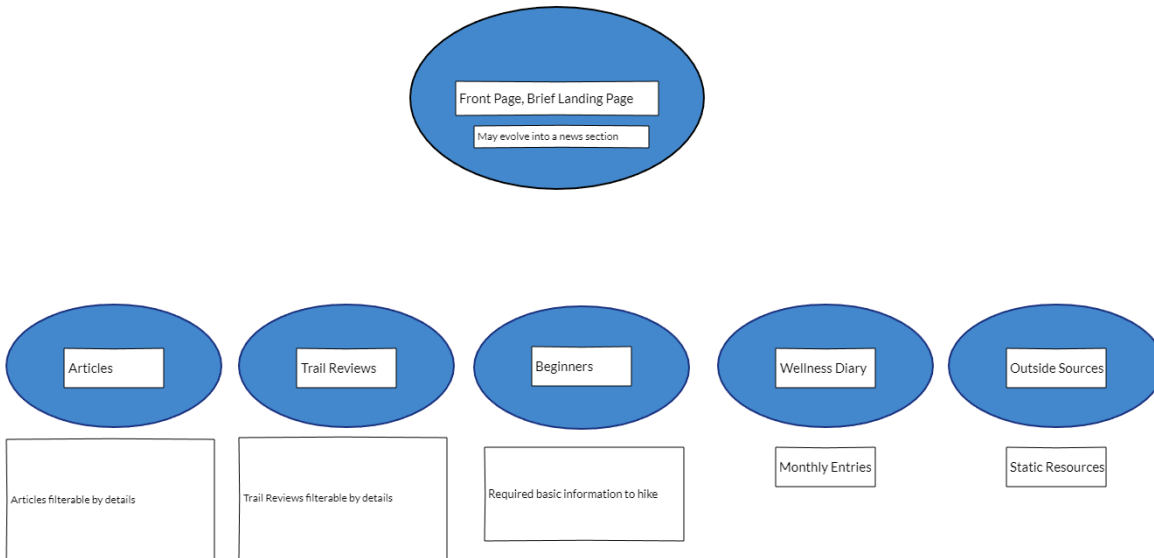 Front Page, Brief Landing Page
May evolve into a news section
Articles
Trail Reviews
Beginners
Wellness Diary
Outside Sources
Articles filterable by details
Trail Reviews filterable by details
Required basic information to hike
Monthly Entries
Static Resources